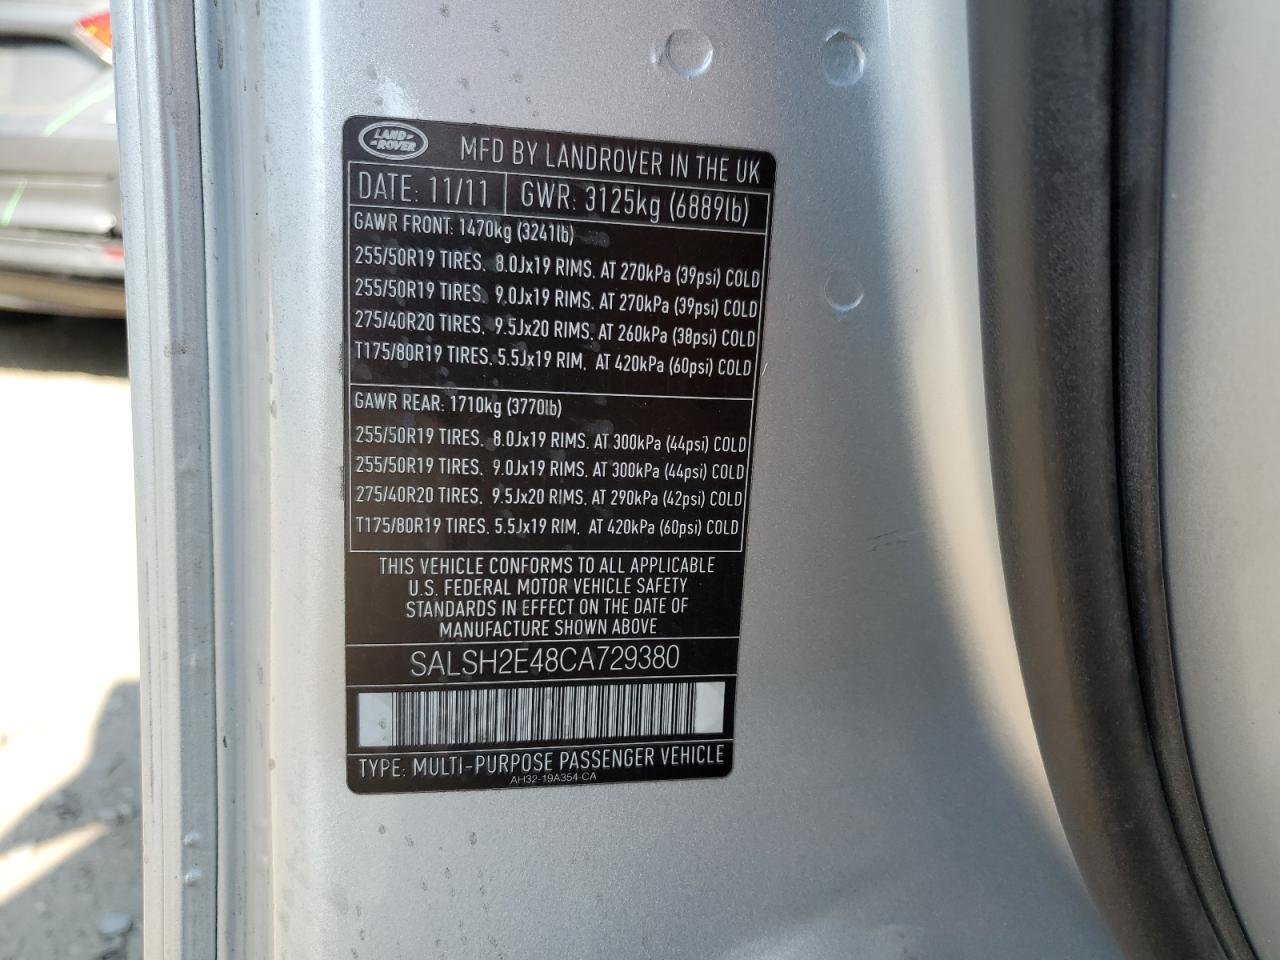 LAND-
-ROVER
MFD BY LANDROVER IN THE UK
DATE: 11/11 GWR: 3125kg (6889lb)
GAWR FRONT: 1470kg (3241lb)
255/50R19 TIRES, 8.0Jx19 RIMS, AT 270kPa (39psi) COLD
255/50R19 TIRES, 9.0Jx19 RIMS, AT 270kPa (39psi) COLD
275/40R20 TIRES, 9.5Jx20 RIMS, AT 260kPa (38psi) COLD
T175/80R19 TIRES, 5.5Jx19 RIM, AT 420kPa (60psi) COLD
GAWR REAR: 1710kg (3770lb)
255/50R19 TIRES, 8.0Jx19 RIMS, AT 300kPa (44psi) COLD
255/50R19 TIRES, 9.0Jx19 RIMS, AT 300kPa (44psi) COLD
275/40R20 TIRES, 9.5Jx20 RIMS, AT 290kPa (42psi) COLD
T175/80R19 TIRES, 5.5Jx19 RIM, AT 420kPa (60psi) COLD
THIS VEHICLE CONFORMS TO ALL APPLICABLE
U.S. FEDERAL MOTOR VEHICLE SAFETY
STANDARDS IN EFFECT ON THE DATE OF
MANUFACTURE SHOWN ABOVE
SALSH2E48CA729380
TYPE: MULTI-PURPOSE PASSENGER VEHICLE
AH32-19A354-CA